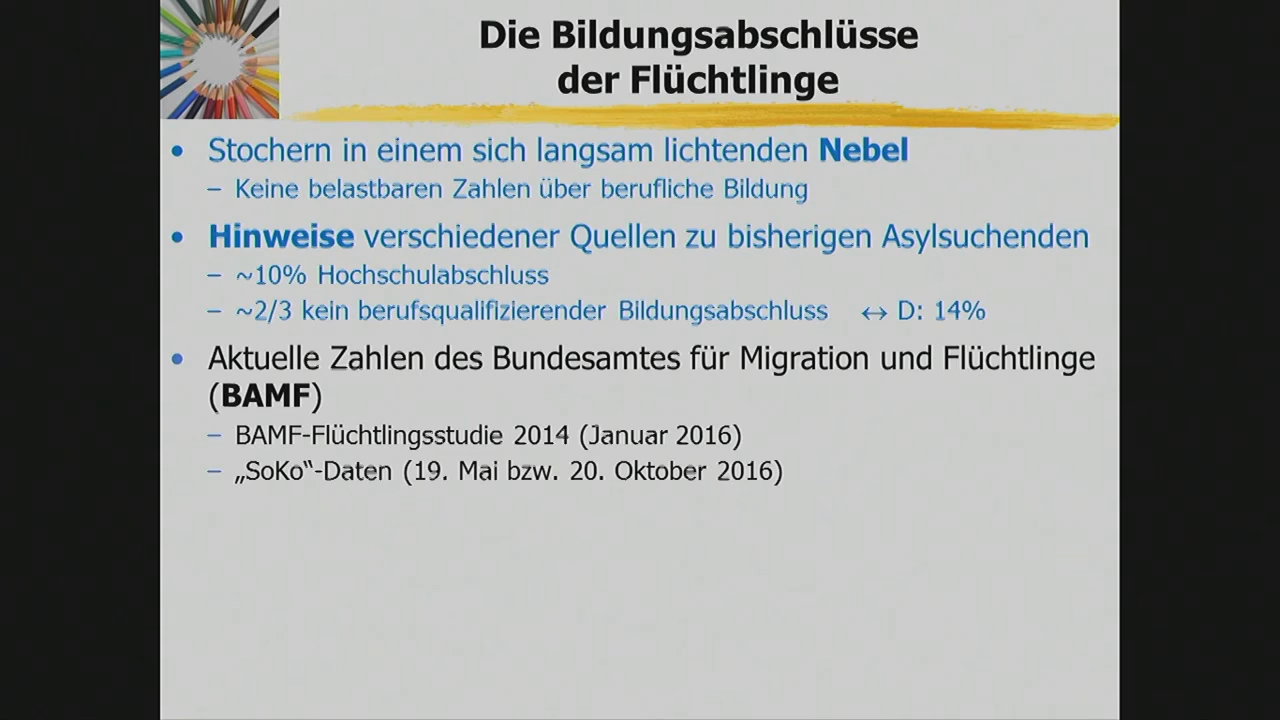 Die Bildungsabschlüsse
der Flüchtlinge
• Stochern in einem sich langsam lichtenden Nebel
– Keine belastbaren Zahlen über berufliche Bildung
• Hinweise verschiedener Quellen zu bisherigen Asylsuchenden
– ~10% Hochschulabschluss
– ~2/3 kein berufsqualifizierender Bildungsabschluss ↔ D: 14%
• Aktuelle Zahlen des Bundesamtes für Migration und Flüchtlinge
(BAMF)
– BAMF-Flüchtlingsstudie 2014 (Januar 2016)
– „SoKo“-Daten (19. Mai bzw. 20. Oktober 2016)